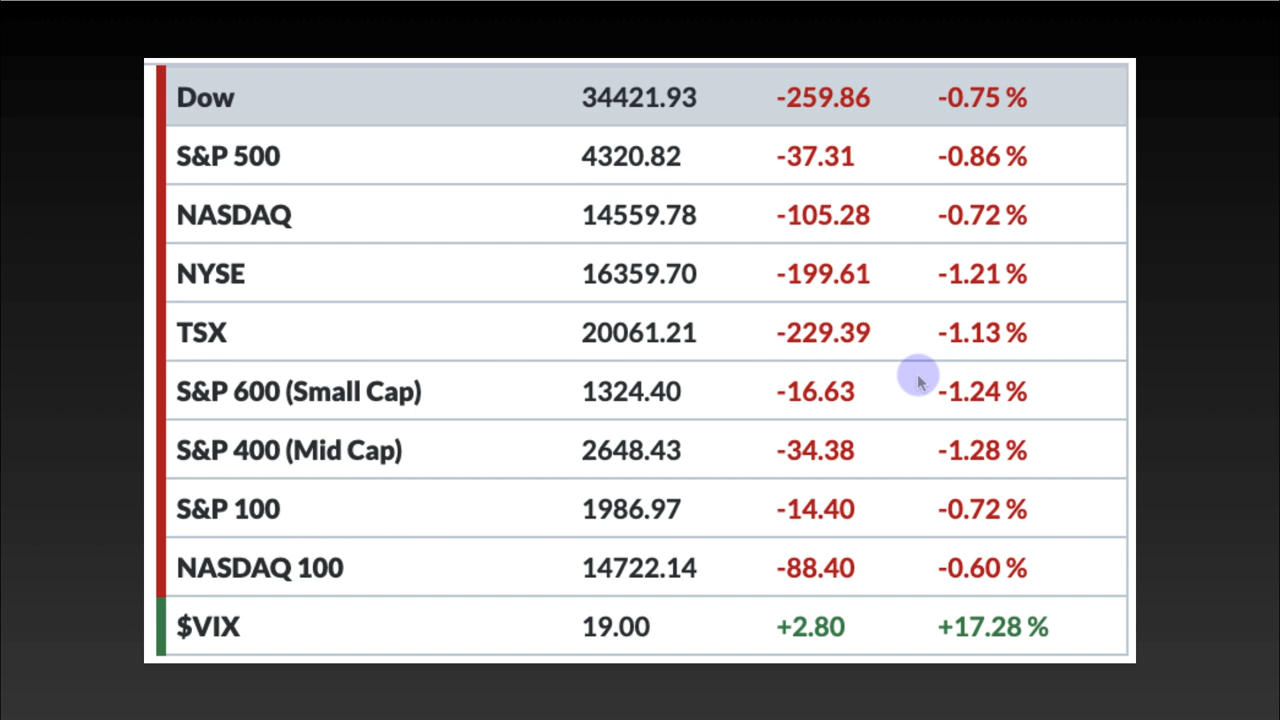 Dow 34421.93 -259.86 -0.75 %
S&P 500 4320.82 -37.31 -0.86 %
NASDAQ 14559.78 -105.28 -0.72 %
NYSE 16359.70 -199.61 -1.21 %
TSX 20061.21 -229.39 -1.13 %
S&P 600 (Small Cap) 1324.40 -16.63 -1.24 %
S&P 400 (Mid Cap) 2648.43 -34.38 -1.28 %
S&P 100 1986.97 -14.40 -0.72 %
NASDAQ 100 14722.14 -88.40 -0.60 %
$VIX 19.00 +2.80 +17.28 %